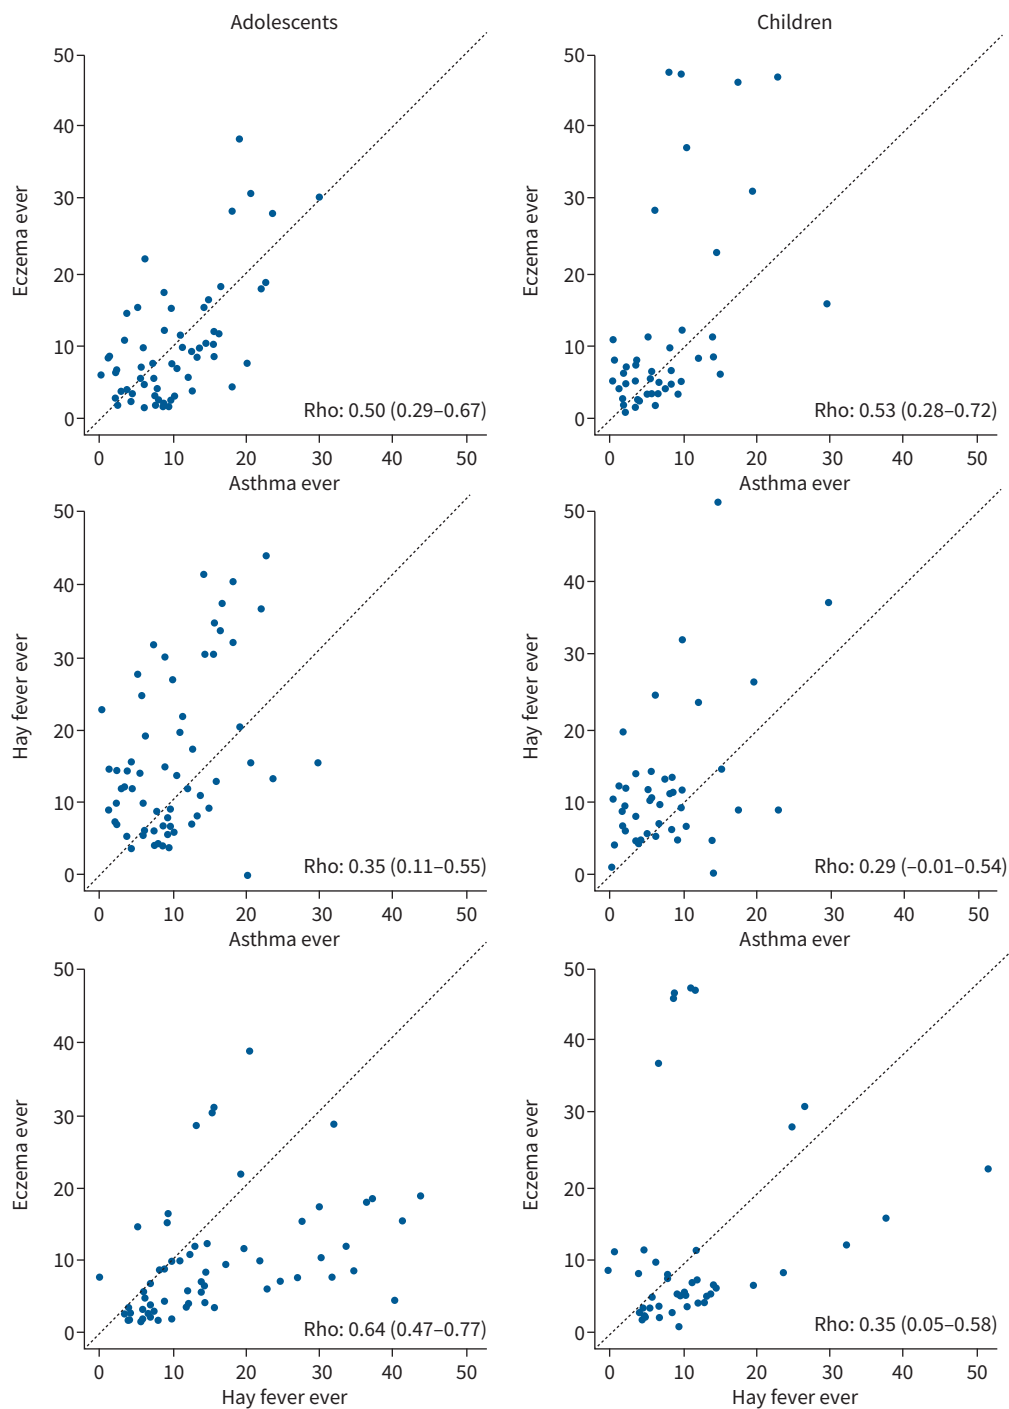 Adolescents
Children
50
40
30
20
10
0
Eczema ever
Rho: 0.50 (0.29–0.67)
0 10 20 30 40 50
Asthma ever
50
40
30
20
10
0
Eczema ever
Rho: 0.53 (0.28–0.72)
0 10 20 30 40 50
Asthma ever
50
40
30
20
10
0
Hay fever ever
Rho: 0.35 (0.11–0.55)
0 10 20 30 40 50
Asthma ever
50
40
30
20
10
0
Hay fever ever
Rho: 0.29 (–0.01–0.54)
0 10 20 30 40 50
Asthma ever
50
40
30
20
10
0
Eczema ever
Rho: 0.64 (0.47–0.77)
0 10 20 30 40 50
Hay fever ever
50
40
30
20
10
0
Eczema ever
Rho: 0.35 (0.05–0.58)
0 10 20 30 40 50
Hay fever ever